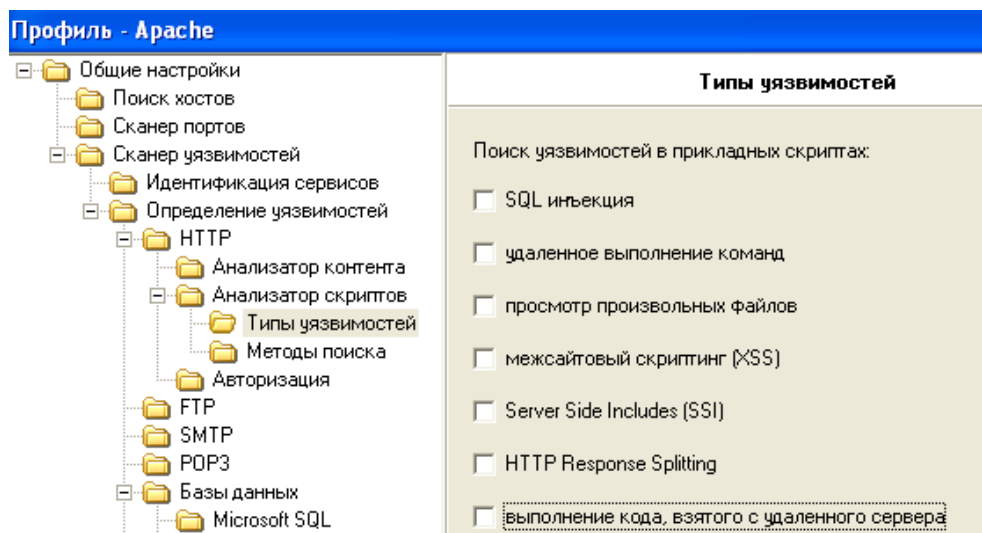 Профиль - Apache
Общие настройки
Поиск хостов
Сканер портов
Сканер уязвимостей
Идентификация сервисов
Определение уязвимостей
HTTP
Анализатор контента
Анализатор скриптов
Типы уязвимостей
Методы поиска
Авторизация
FTP
SMTP
POP3
Базы данных
Microsoft SQL
Типы уязвимостей
Поиск уязвимостей в прикладных скриптах:
SQL инъекция
удаленное выполнение команд
просмотр произвольных файлов
межсайтовый скриптинг (XSS)
Server Side Includes (SSI)
HTTP Response Splitting
выполнение кода, взятого с удаленного сервера